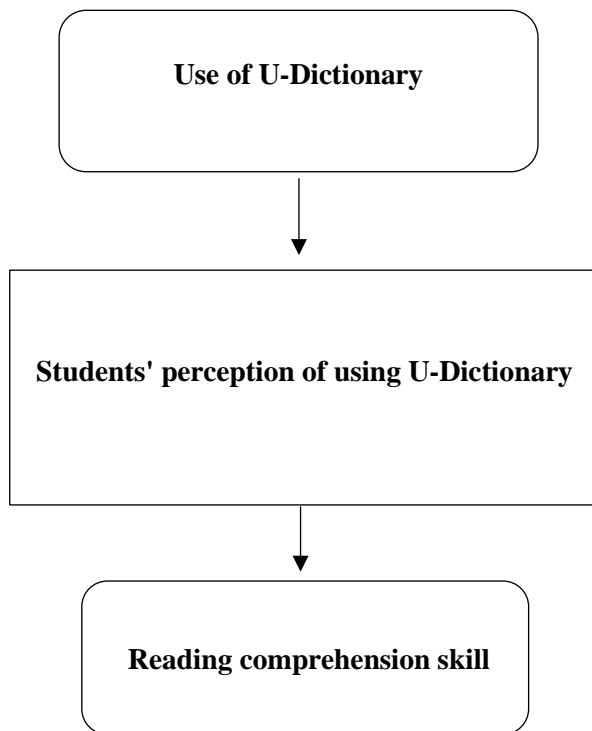 Use of U-Dictionary
Students' perception of using U-Dictionary
Reading comprehension skill